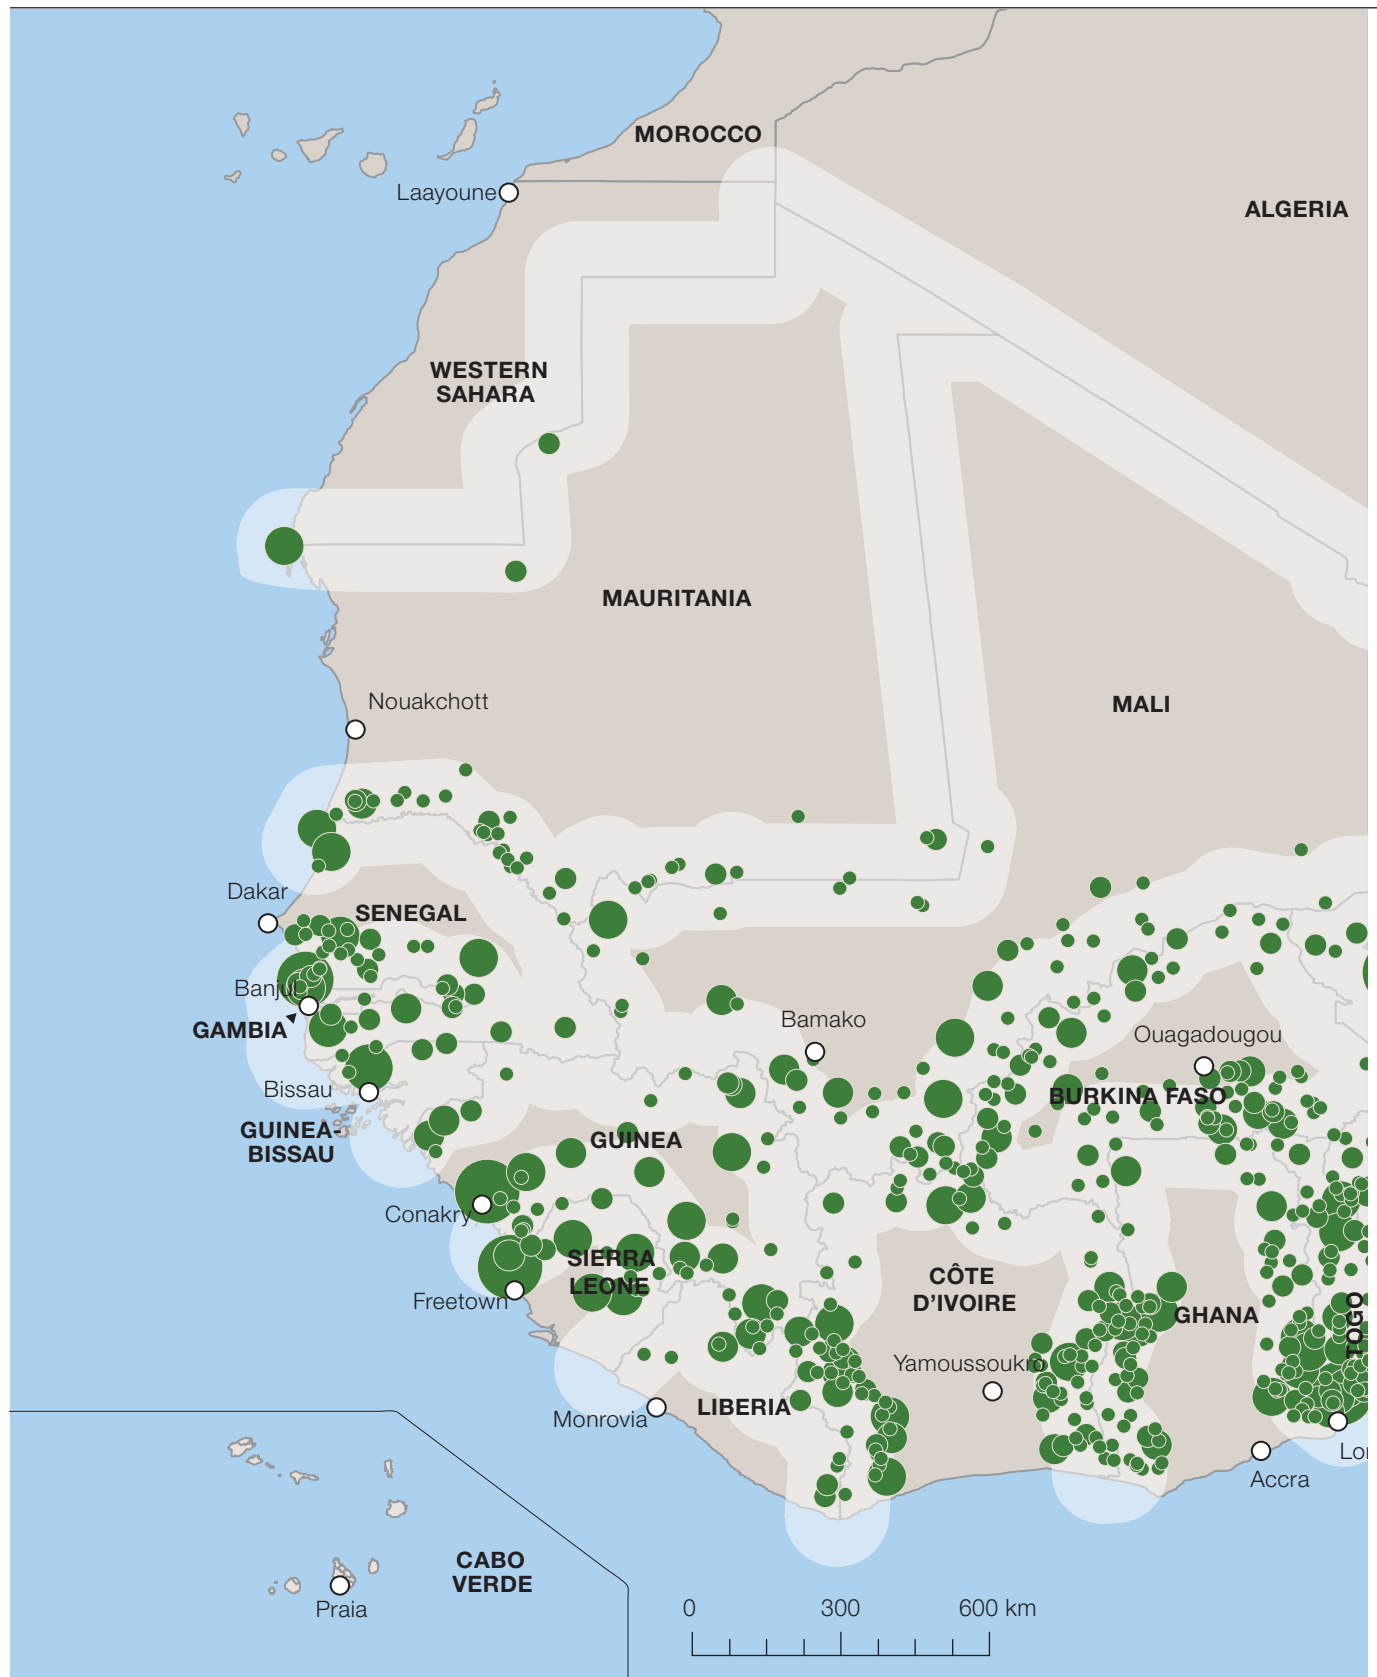 MOROCCO
Laayoune
ALGERIA
WESTERN
SAHARA
MAURITANIA
Nouakchott
MALI
Dakar
SENEGAL
Banjul
Bamako
GAMBIA
Ouagadougou
Bissau
BURKINA FASO
GUINEA-
BISSAU
GUINEA
Conakry
SIERRA
LEONE
CÔTE
D'IVOIRE
Freetown
GHANA
TOGO
Yamoussoukro
LIBERIA
Monrovia
Lo
Accra
CABO
VERDE
Praia
0 300 600 km